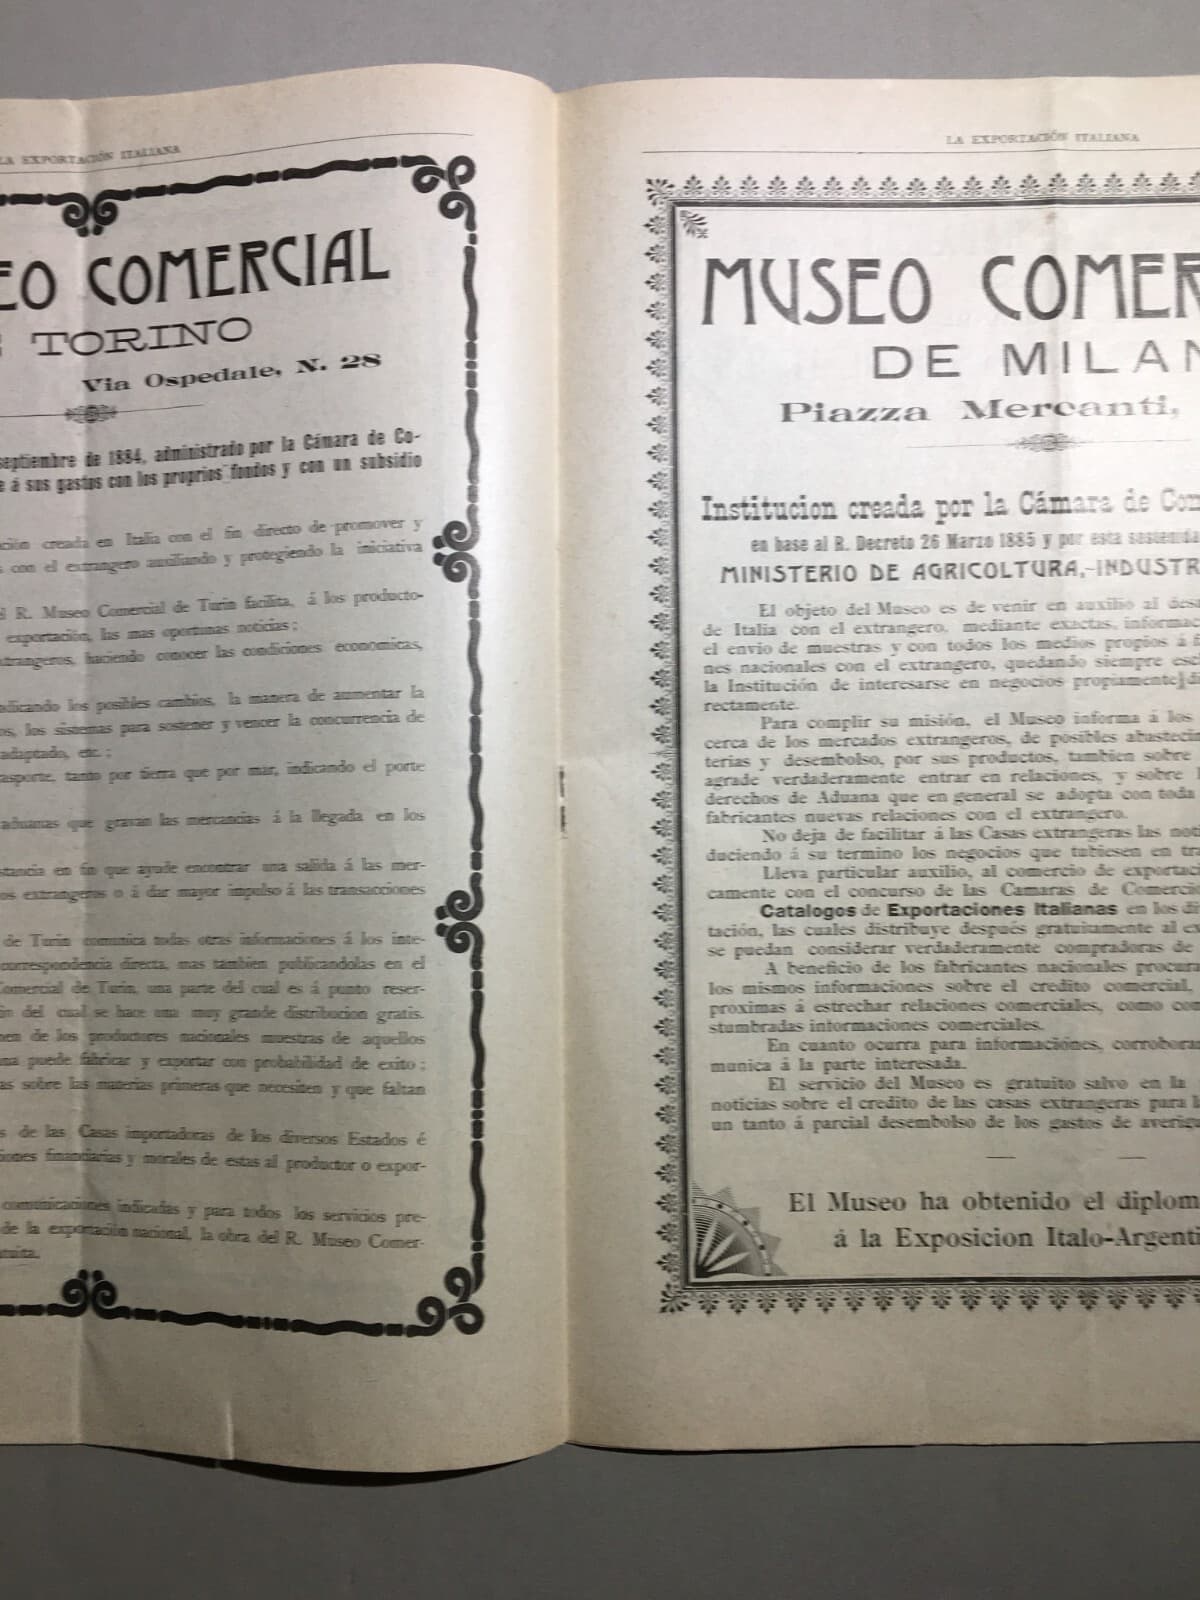 LA EXPORTACIÓN ITALIANA
EO COMERCIAL
E TORINO
Via Ospedale, N. 28
septiembre de 1884, administrado por la Cámara de Co-
e á sus gastos con los proprios fondos y con un subsidio
ción creada en Italia con el fin directo de promover y
s con el extrangero auxiliando y protegiendo la iniciativa
el R. Museo Comercial de Turin facilita, á los producto-
exportación, las mas oportunas noticias;
xtrangeros, haciendo conocer las condiciones economicas,
ndicando los posibles cambios, la manera de aumentar la
os, los sistemas para sostener y vencer la concurrencia de
adaptado, etc.;
asporte, tanto por tierra que por mar, indicando el porte
aduanas que gravan las mercancias á la llegada en los
stancia en fin que ayude encontrar una salida á las mer-
os extrangeros o á dar mayor impulso á las transacciones
de Turin comunica todas otras informaciones á los inte-
correspondencia directa, mas tambien publicandolas en el
Comercial de Turin, una parte del cual es á punto reser-
ón del cual se hace una muy grande distribucion gratis.
nen de los productores nacionales muestras de aquellos
na puede fabricar y exportar con probabilidad de exito;
as sobre las materias primeras que necesiten y que faltan
s de las Casas importadoras de los diversos Estados é
ciones financiarias y morales de estas al productor o expor-
comunicaciones indicadas y para todos los servicios pre-
de la exportación nacional, la obra del R. Museo Comer-
tuita.
LA EXPORTACIÓN ITALIANA
MUSEO COMER
DE MILAN
Piazza Mercanti,
Institucion creada por la Cámara de Com
en base al R. Decreto 26 Marzo 1885 y por esta sostenida
MINISTERIO DE AGRICOLTURA,-INDUSTR
El objeto del Museo es de venir en auxilio al des
de Italia con el extrangero, mediante exactas, informac
el envio de muestras y con todos los medios propios á
nes nacionales con el extrangero, quedando siempre esc
la Institución de interesarse en negocios propiamente di
rectamente.
Para complir su misión, el Museo informa á los
cerca de los mercados extrangeros, de posibles abastecim
terias y desembolso, por sus productos, tambien sobre
agrade verdaderamente entrar en relaciones, y sobre l
derechos de Aduana que en general se adopta con toda
fabricantes nuevas relaciones con el extrangero.
No deja de facilitar á las Casas extrangeras las not
duciendo á su termino los negocios que tubiesen en tra
Lleva particular auxilio, al comercio de exportaci
camente con el concurso de las Camaras de Comercio
Catalogos de Exportaciones Italianas en los di
tación, las cuales distribuye después gratuitamente al ex
se puedan considerar verdaderamente compradoras de
A beneficio de los fabricantes nacionales procura
los mismos informaciones sobre el credito comercial,
proximas á estrechar relaciones comerciales, como co
stumbradas informaciones comerciales.
En cuanto ocurra para informaciónes, corrobora
munica á la parte interesada.
El servicio del Museo es gratuito salvo en la
noticias sobre el credito de las casas extrangeras para l
un tanto á parcial desembolso de los gastos de averig
El Museo ha obtenido el diplom
á la Exposicion Italo-Argenti